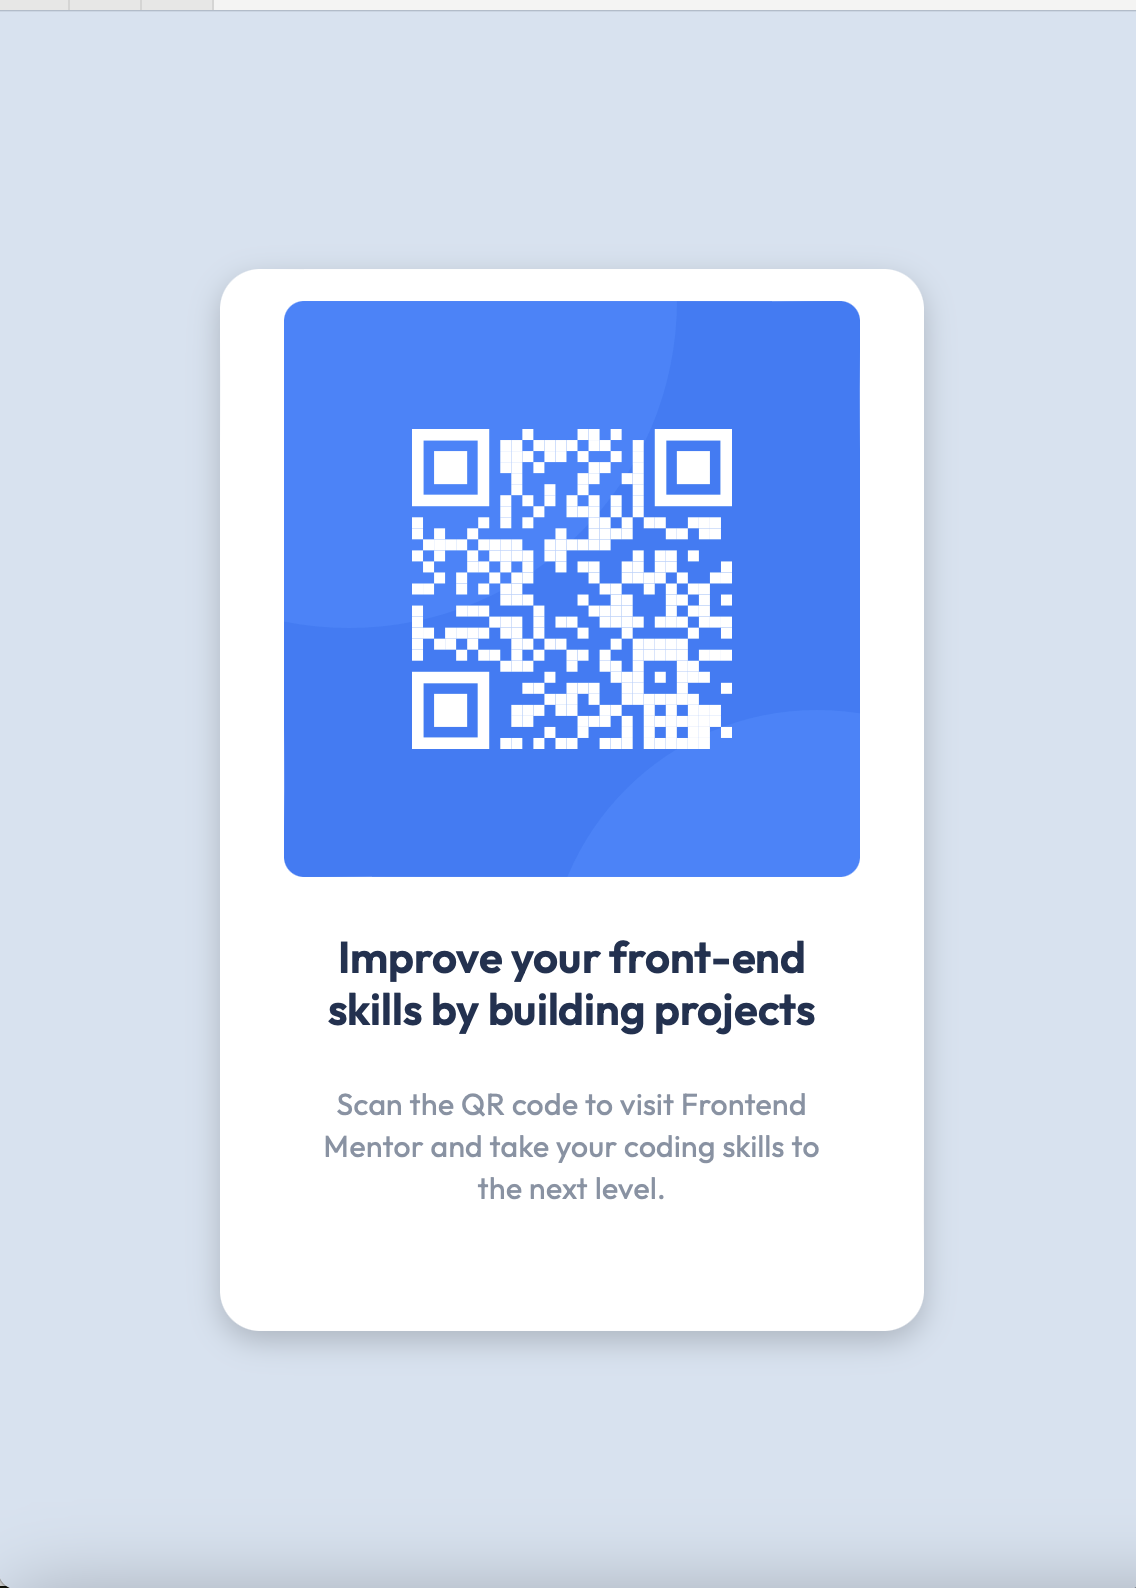 Improve your front-end
skills by building projects
Scan the QR code to visit Frontend
Mentor and take your coding skills to
the next level.